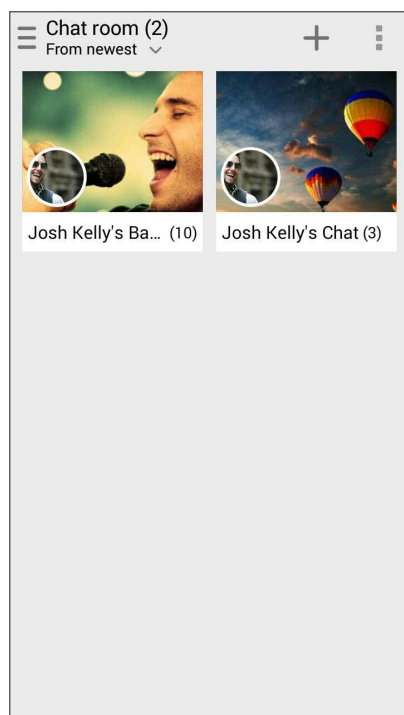 Chat room (2)
From newest
Josh Kelly's Ba... (10)
Josh Kelly's Chat (3)